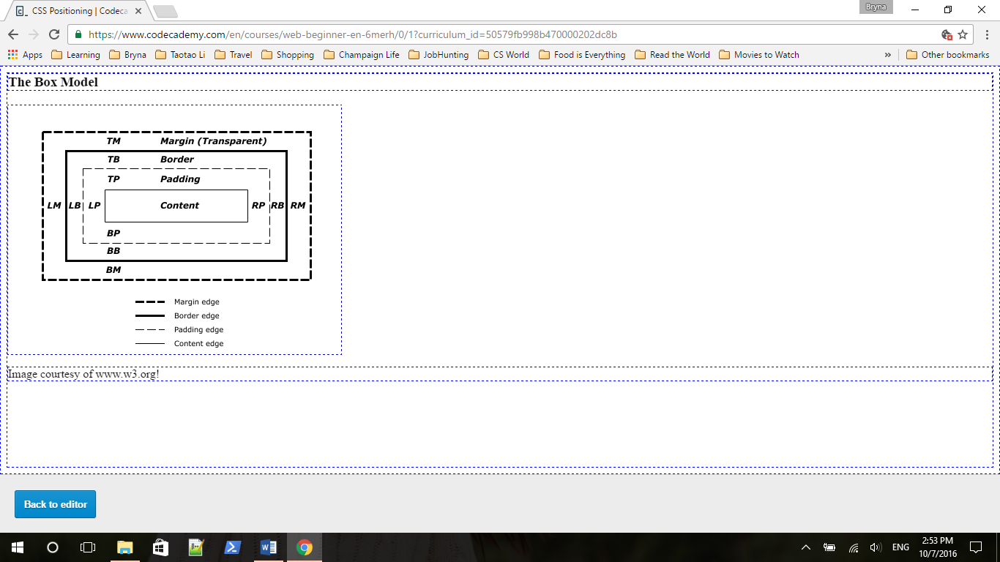 CSS Positioning | Codeca
Bryna
https://www.codecademy.com/en/courses/web-beginner-en-6merh/0/1?curriculum_id=50579fb998b470000202dc8b
Apps Learning Bryna Taotao Li Travel Shopping Champaign Life JobHunting CS World Food is Everything Read the World Movies to Watch » Other bookmarks
The Box Model
TM Margin (Transparent)
TB Border
TP Padding
LM LB LP Content RP RB RM
BP
BB
BM
Margin edge
Border edge
Padding edge
Content edge
Image courtesy of www.w3.org!
Back to editor
ENG
2:53 PM
10/7/2016